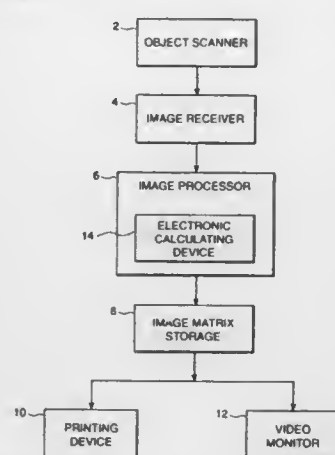 2
OBJECT SCANNER
4
IMAGE RECEIVER
6
IMAGE PROCESSOR
14
ELECTRONIC
CALCULATING
DEVICE
8
IMAGE MATRIX
STORAGE
10
PRINTING
DEVICE
12
VIDEO
MONITOR